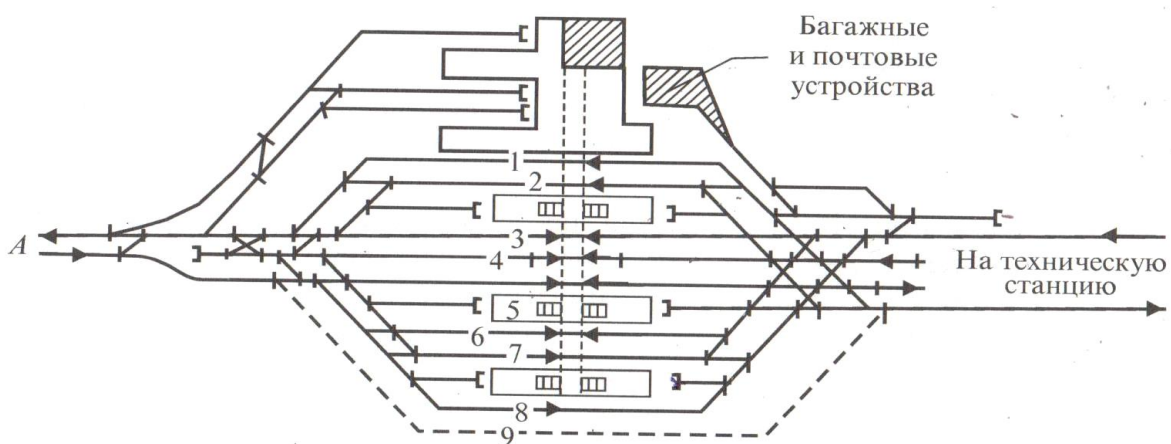 Багажные
и почтовые
устройства
1
2
3
А
4
На техническую
станцию
5
6
7
8
9